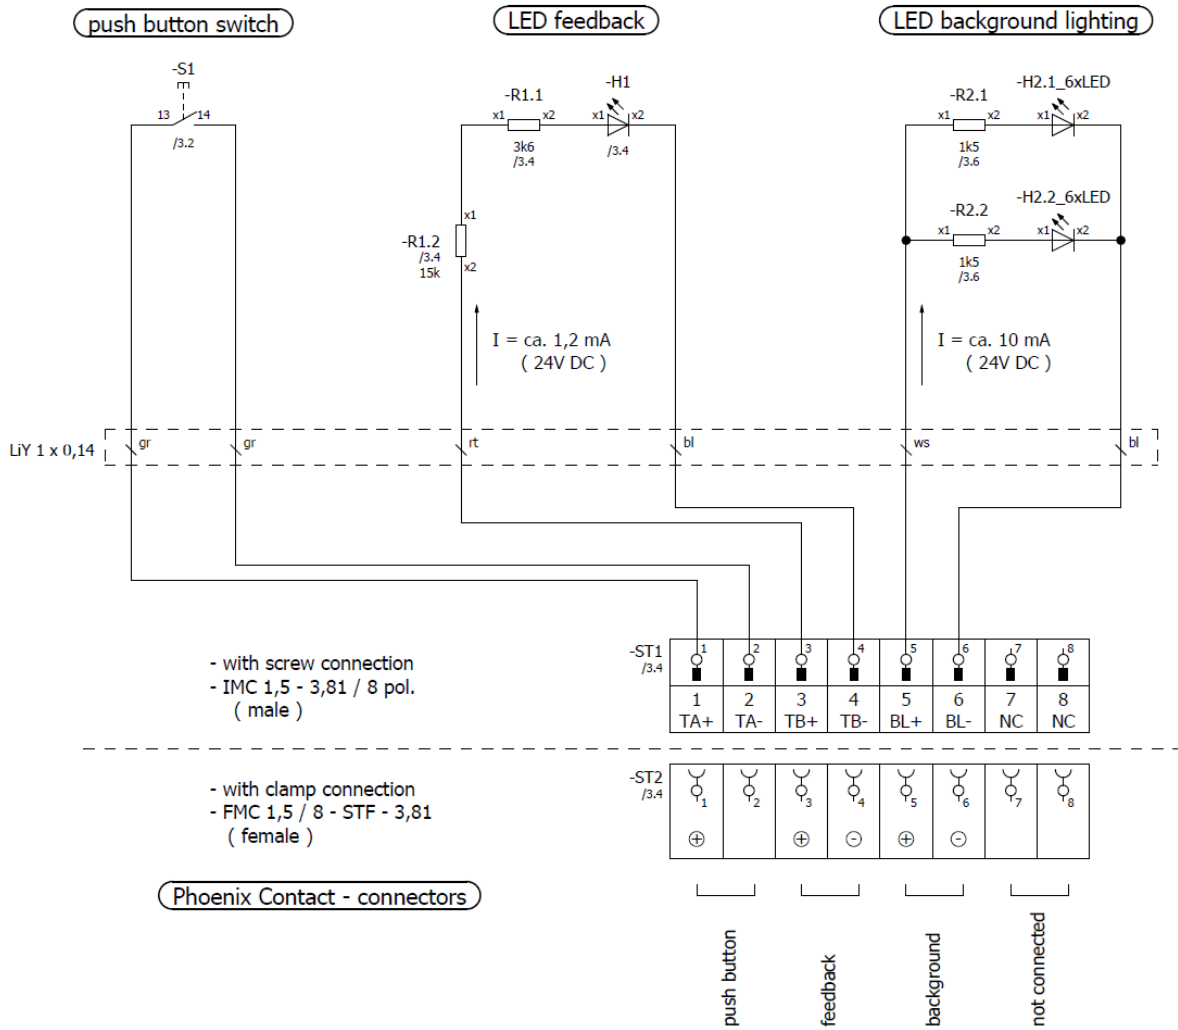 push button switch
LED feedback
LED background lighting
-S1
13
14
/3.2
-R1.1
x1
x2
3k6
/3.4
-H1
x1
x2
/3.4
x1
-R1.2
/3.4
15k
x2
I = ca. 1,2 mA
( 24V DC )
-R2.1
x1
x2
1k5
/3.6
-H2.1_6xLED
x1
x2
-R2.2
x1
x2
1k5
/3.6
-H2.2_6xLED
x1
x2
I = ca. 10 mA
( 24V DC )
LiY 1 x 0,14
gr
gr
rt
bl
ws
bl
- with screw connection
- IMC 1,5 - 3,81 / 8 pol.
( male )
-ST1
/3.4
1 2 3 4 5 6 7 8
1 2 3 4 5 6 7 8
TA+ TA- TB+ TB- BL+ BL- NC NC
- with clamp connection
- FMC 1,5 / 8 - STF - 3,81
( female )
-ST2
/3.4
1 2 3 4 5 6 7 8
+ + - + -
Phoenix Contact - connectors
push button
feedback
background
not connected